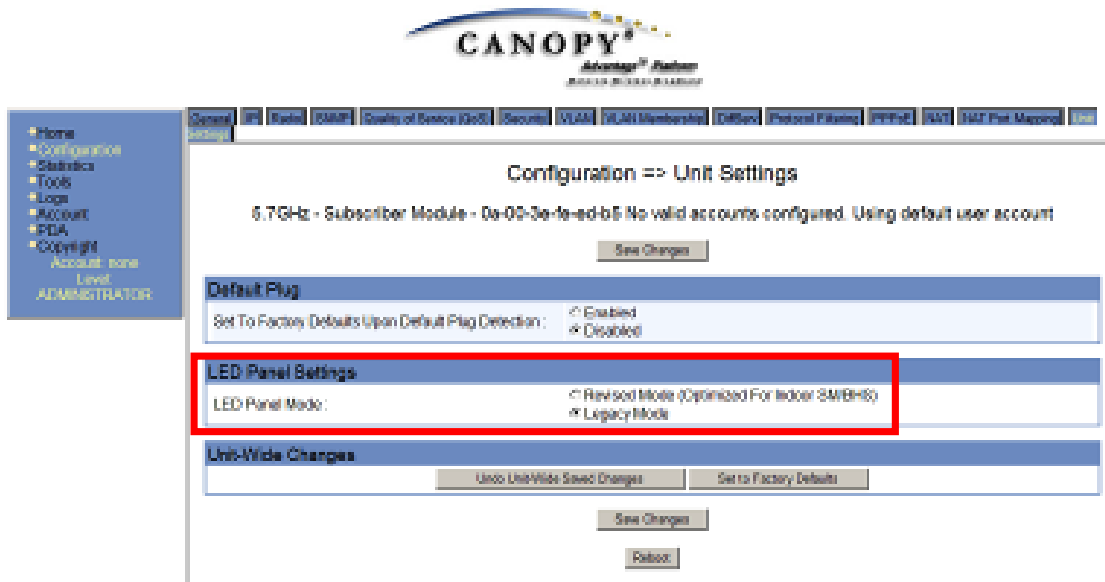 CANOPY®
Advantage™ Platform
General IP Radio SNMP Quality of Service (QoS) Security VLAN VLAN Membership DiffServ Protocol Filtering PPPoE NAT NAT Port Mapping Unit
Settings
Home
Configuration
Statistics
Tools
Logs
Account
PDA
Copyright
Account: none
Level:
ADMINISTRATOR
Configuration => Unit Settings
5.7GHz - Subscriber Module - 0a-00-3e-fe-ed-b5 No valid accounts configured. Using default user account
Save Changes
Default Plug
Set To Factory Defaults Upon Default Plug Detection :
Enabled
Disabled
LED Panel Settings
LED Panel Mode :
Revised Mode (Optimized For Indoor SM/BHS)
Legacy Mode
Unit-Wide Changes
Undo Unit-Wide Saved Changes
Set to Factory Defaults
Save Changes
Reboot